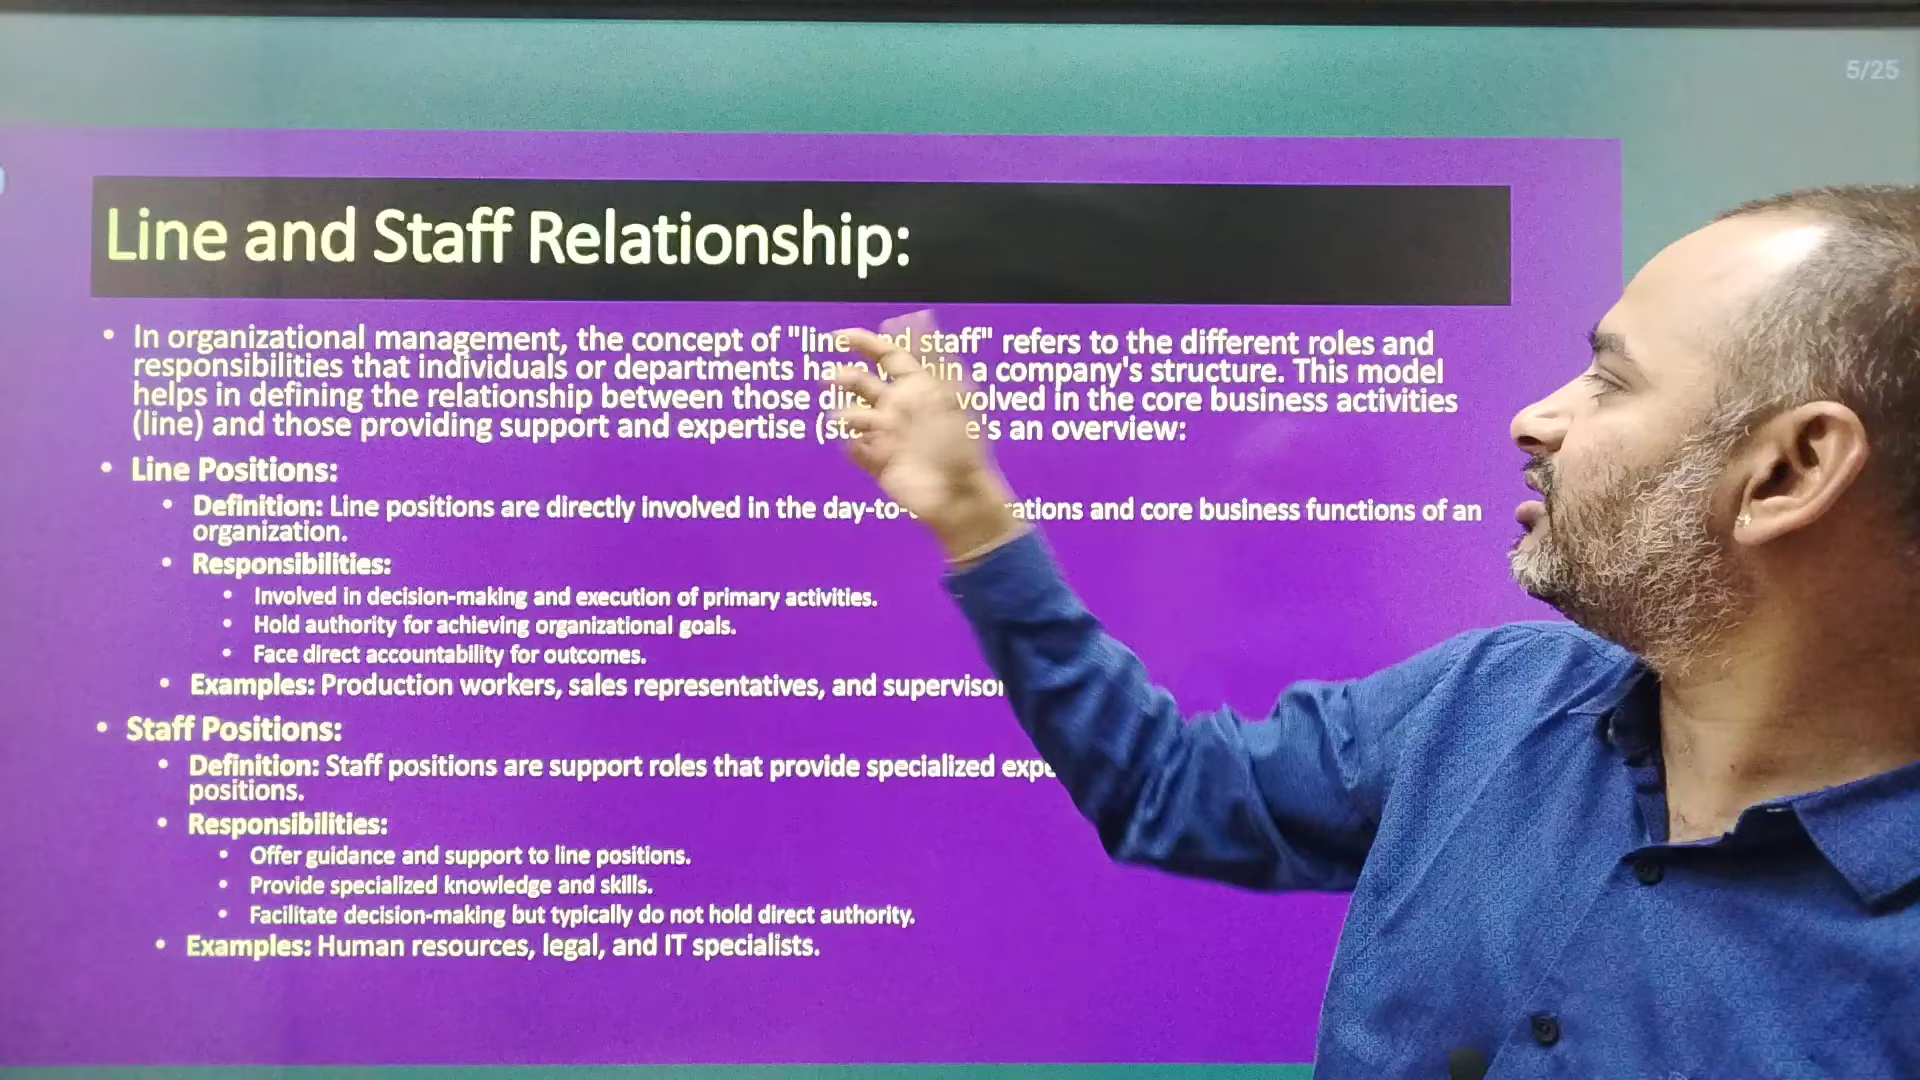 5/25
Line and Staff Relationship:
• In organizational management, the concept of "line nd staff" refers to the different roles and
responsibilities that individuals or departments have within a company's structure. This model
helps in defining the relationship between those volved in the core business activities
(line) and those providing support and expertise e's an overview:
• Line Positions:
• Definition: Line positions are directly involved in the day-to- rations and core business functions of an
organization.
• Responsibilities:
• Involved in decision-making and execution of primary activities.
• Hold authority for achieving organizational goals.
• Face direct accountability for outcomes.
• Examples: Production workers, sales representatives, and supervisor
• Staff Positions:
• Definition: Staff positions are support roles that provide specialized
positions.
• Responsibilities:
• Offer guidance and support to line positions.
• Provide specialized knowledge and skills.
• Facilitate decision-making but typically do not hold direct authority.
• Examples: Human resources, legal, and IT specialists.